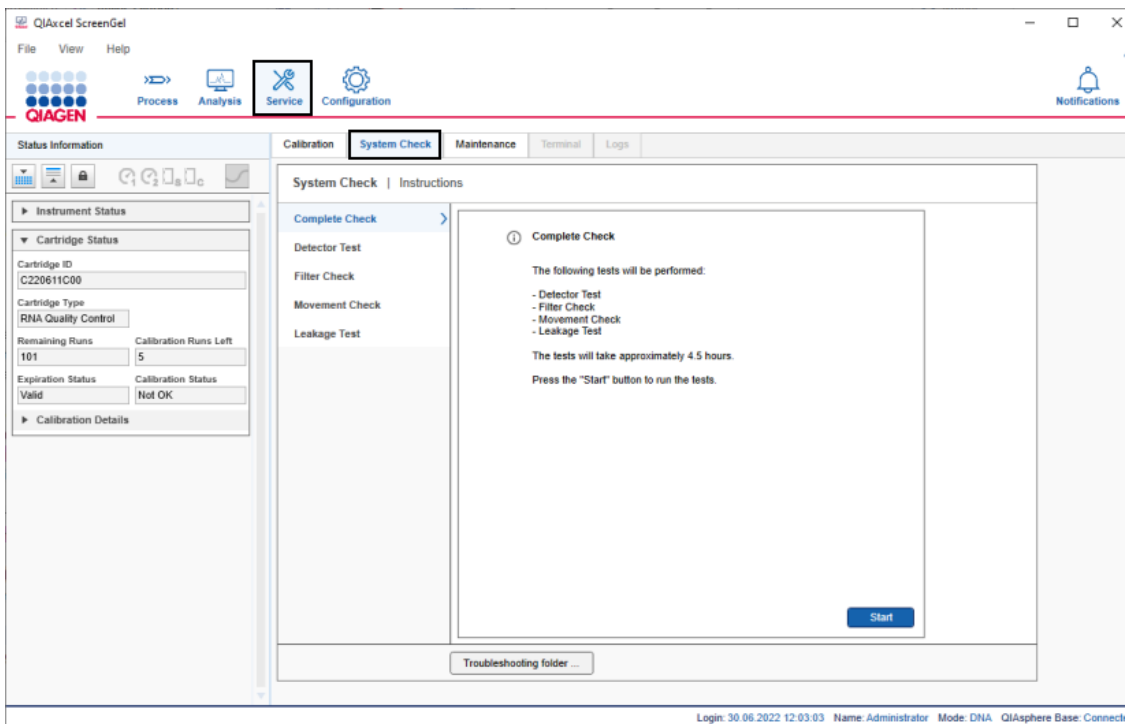 QIAxcel ScreenGel
File View Help
QIAGEN
Process Analysis Service Configuration
Notifications
Status Information
Calibration System Check Maintenance Terminal Logs
Instrument Status
Cartridge Status
Cartridge ID
C220611C00
Cartridge Type
RNA Quality Control
Remaining Runs Calibration Runs Left
101 5
Expiration Status Calibration Status
Valid Not OK
Calibration Details
System Check | Instructions
Complete Check
Detector Test
Filter Check
Movement Check
Leakage Test
Complete Check
The following tests will be performed:
- Detector Test
- Filter Check
- Movement Check
- Leakage Test
The tests will take approximately 4.5 hours.
Press the "Start" button to run the tests.
Start
Troubleshooting folder ...
Login: 30.06.2022 12:03:03 Name: Administrator Mode: DNA QIAsphere Base: Connect